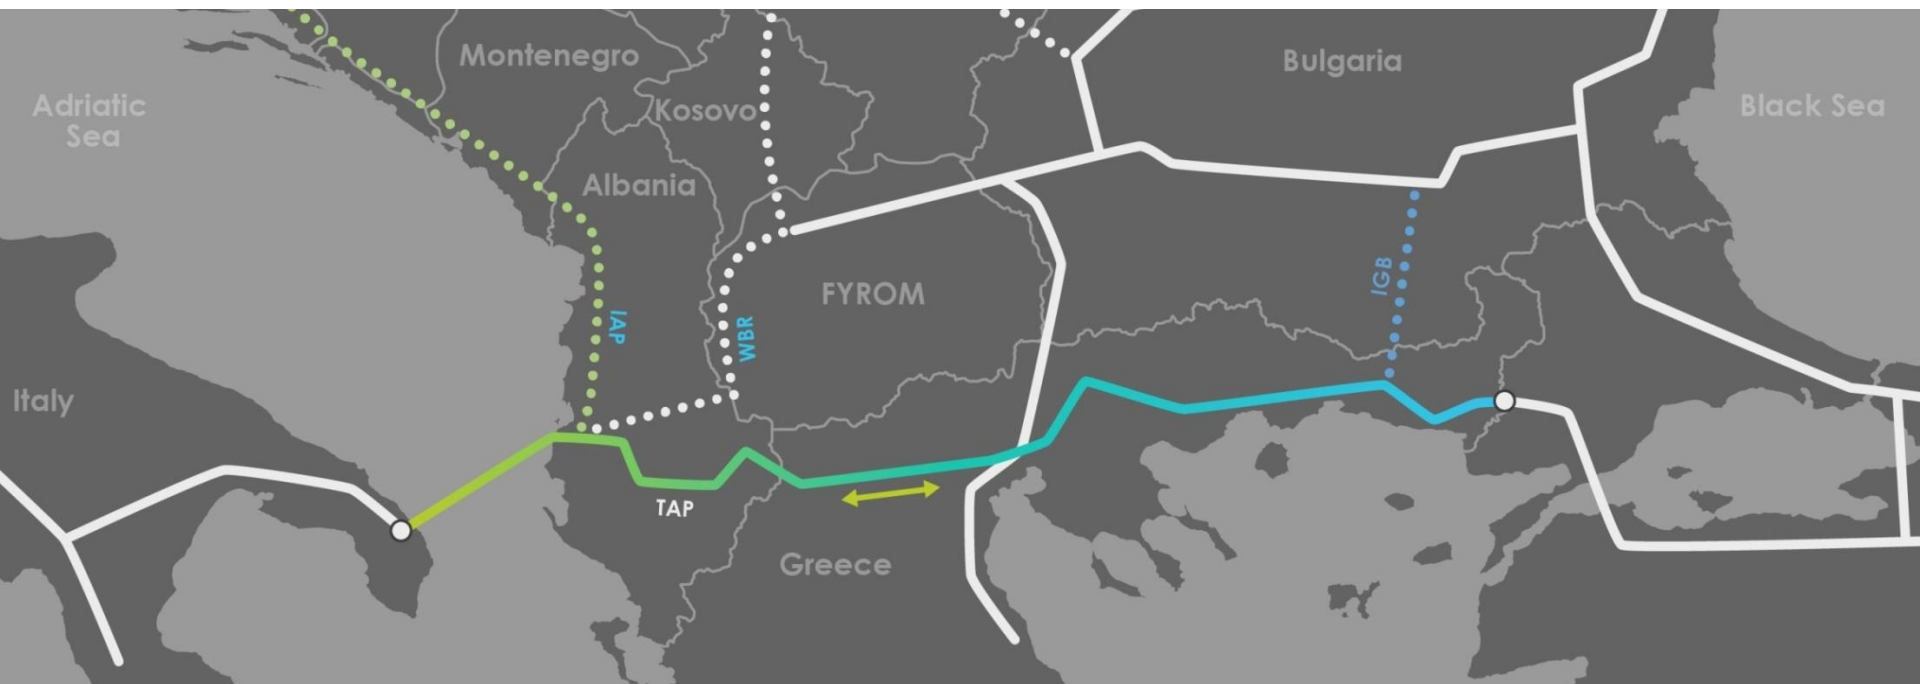 Montenegro
Bulgaria
Adriatic
Sea
Kosovo
Black Sea
Albania
IGB
FYROM
IAP
WBR
Italy
TAP
Greece